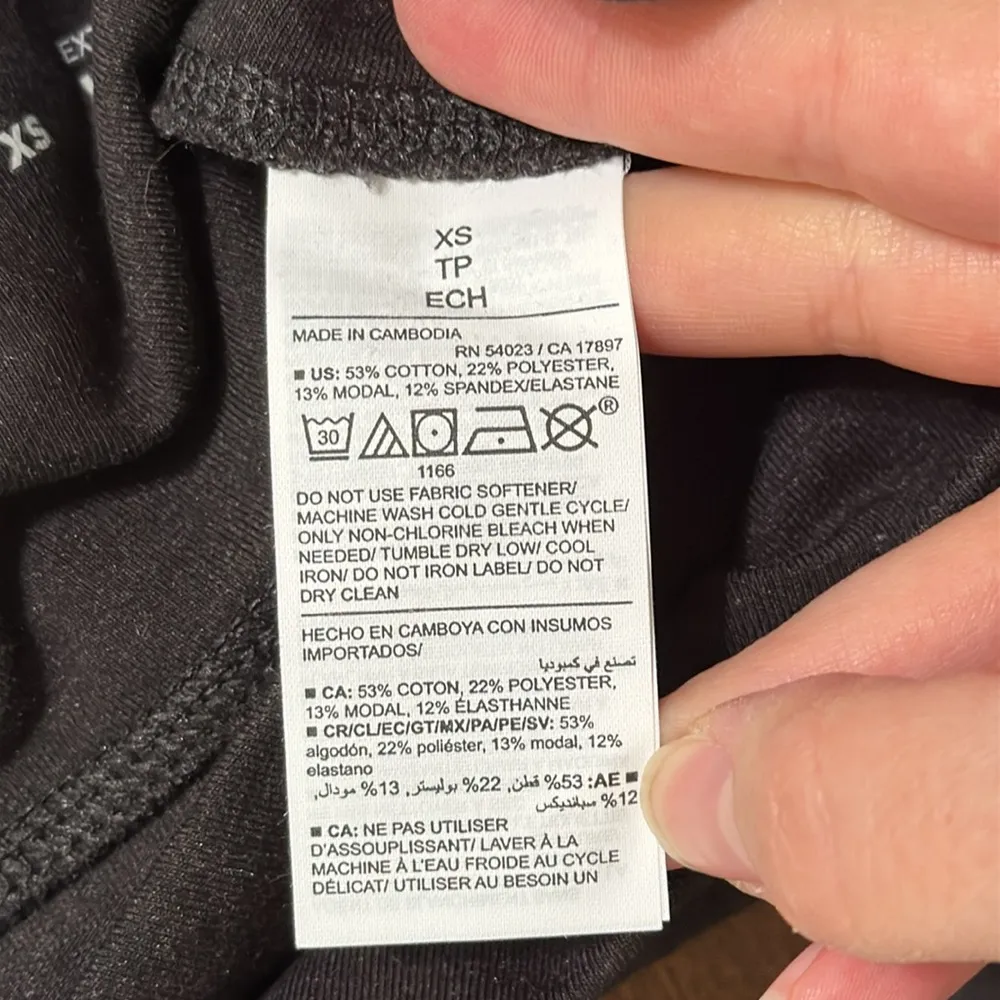 XS
XS
TP
ECH
MADE IN CAMBODIA
RN 54023 / CA 17897
■ US: 53% COTTON, 22% POLYESTER,
13% MODAL, 12% SPANDEX/ELASTANE
30
®
1166
DO NOT USE FABRIC SOFTENER/
MACHINE WASH COLD GENTLE CYCLE/
ONLY NON-CHLORINE BLEACH WHEN
NEEDED/ TUMBLE DRY LOW/ COOL
IRON/ DO NOT IRON LABEL/ DO NOT
DRY CLEAN
HECHO EN CAMBOYA CON INSUMOS
IMPORTADOS/
تصنع في كمبوديا
■ CA: 53% COTON, 22% POLYESTER,
13% MODAL, 12% ÉLASTHANNE
■ CR/CL/EC/GT/MX/PA/PE/SV: 53%
algodón, 22% poliéster, 13% modal, 12%
elastano
■ AE: 53% قطن, 22% بوليستر, 13% مودال,
12% سباندیکس
■ CA: NE PAS UTILISER
D'ASSOUPLISSANT/ LAVER À LA
MACHINE À L'EAU FROIDE AU CYCLE
DÉLICAT/ UTILISER AU BESOIN UN